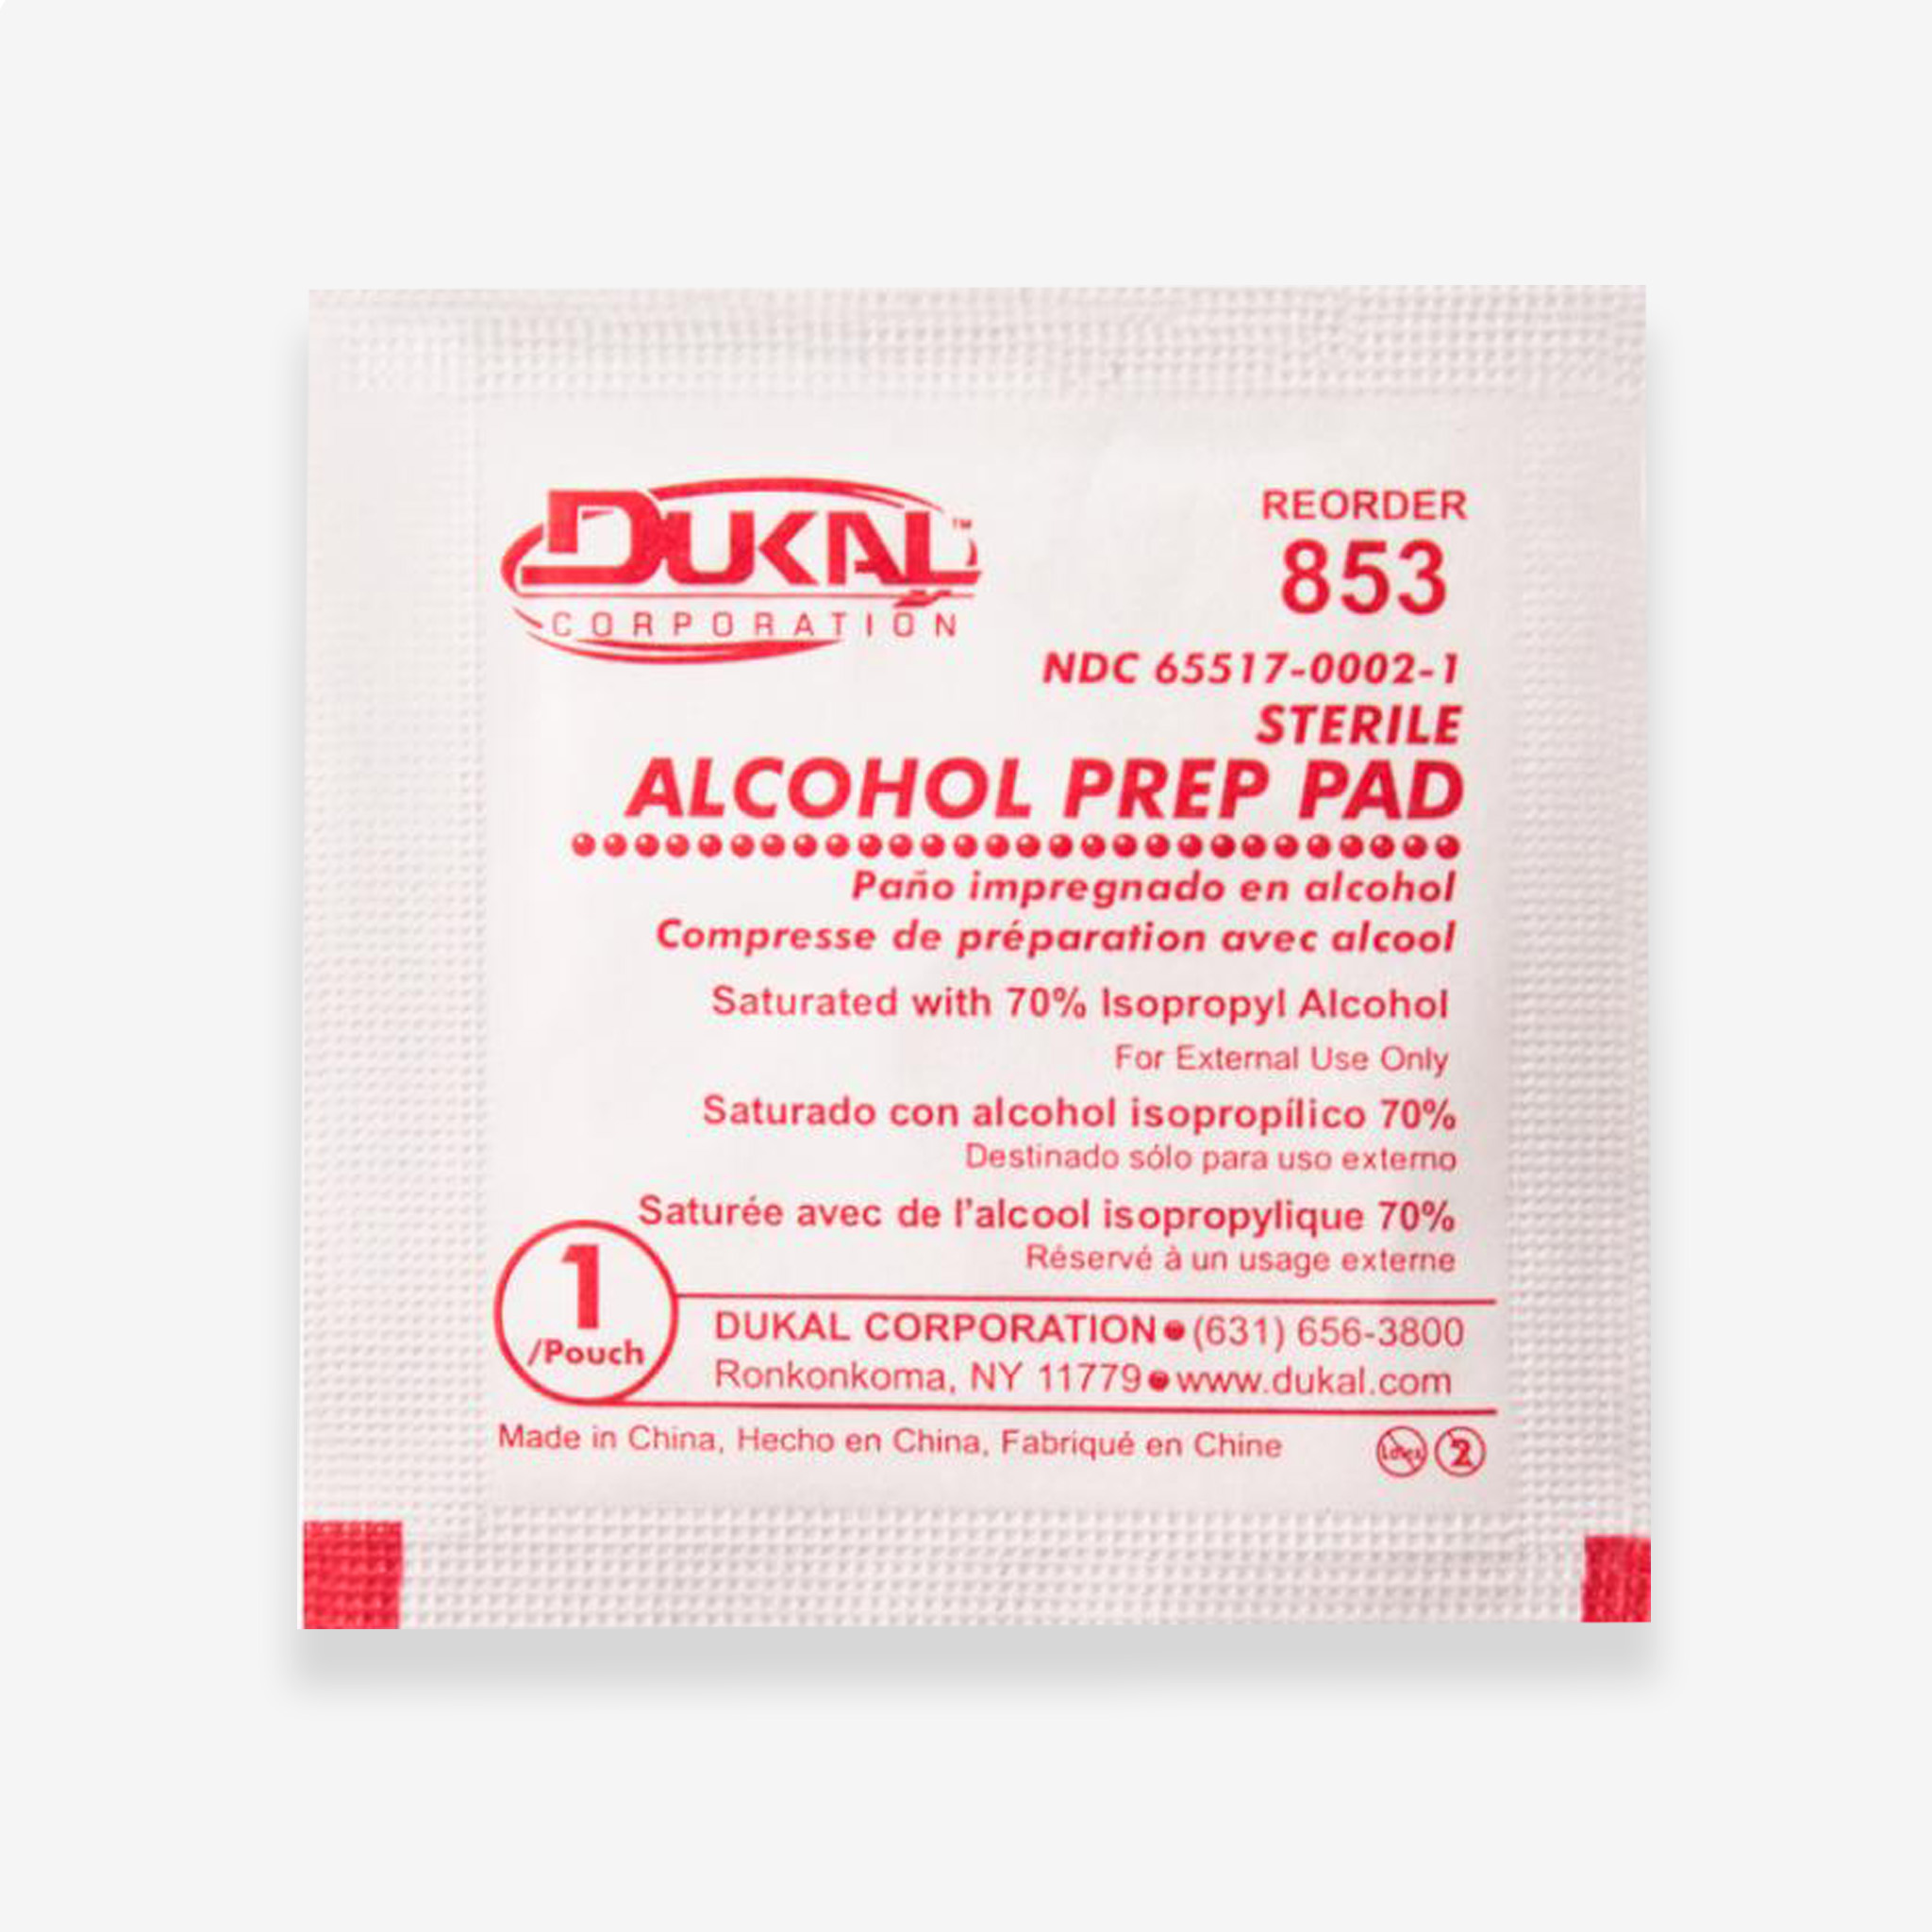 DUKAL™
CORPORATION
REORDER
853
NDC 65517-0002-1
STERILE
ALCOHOL PREP PAD
Paño impregnado en alcohol
Compresse de préparation avec alcool
Saturated with 70% Isopropyl Alcohol
For External Use Only
Saturado con alcohol isopropílico 70%
Destinado sólo para uso externo
Saturée avec de l'alcool isopropylique 70%
Réservé à un usage externe
1
/Pouch
DUKAL CORPORATION•(631) 656-3800
Ronkonkoma, NY 11779•www.dukal.com
Made in China, Hecho en China, Fabriqué en Chine
Latex 2